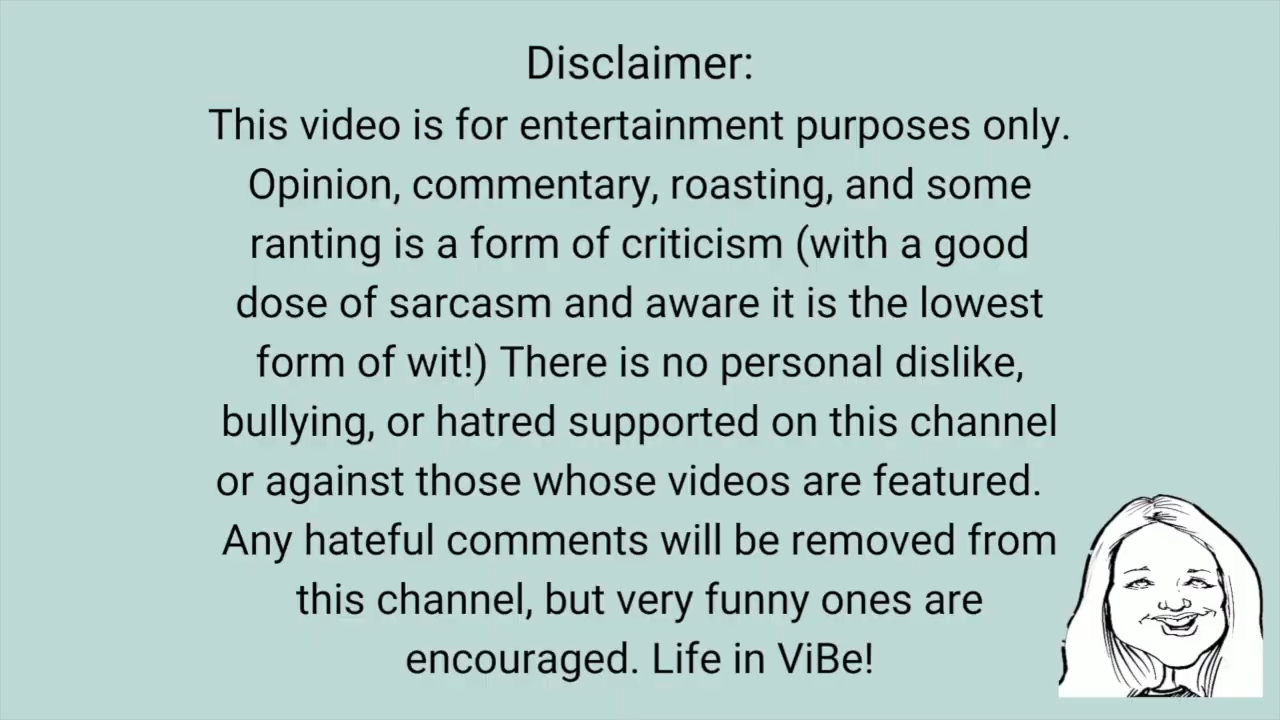 Disclaimer:
This video is for entertainment purposes only.
Opinion, commentary, roasting, and some
ranting is a form of criticism (with a good
dose of sarcasm and aware it is the lowest
form of wit!) There is no personal dislike,
bullying, or hatred supported on this channel
or against those whose videos are featured.
Any hateful comments will be removed from
this channel, but very funny ones are
encouraged. Life in ViBe!